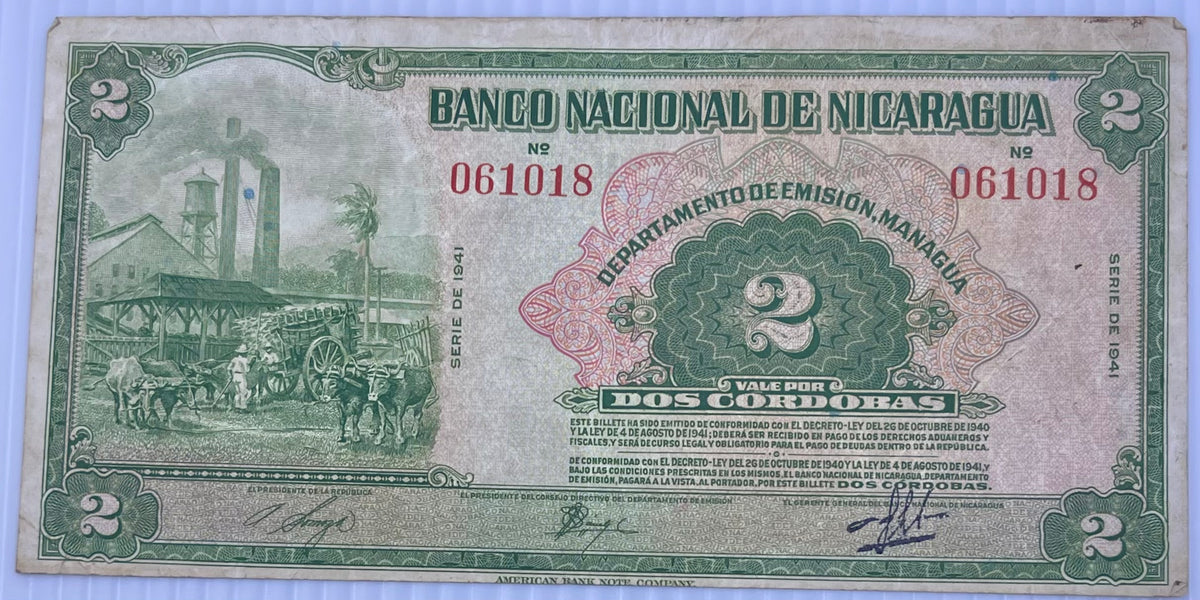 2
2
BANCO NACIONAL DE NICARAGUA
Nº
061018
Nº
061018
DEPARTAMENTO DE EMISIÓN, MANAGUA
SERIE DE 1941
SERIE DE 1941
2
VALE POR
DOS CORDOBAS
ESTE BILLETE HA SIDO EMITIDO DE CONFORMIDAD CON EL DECRETO-LEY DEL 26 DE OCTUBRE DE 1940
Y LA LEY DE 4 DE AGOSTO DE 1941; DEBERÁ SER RECIBIDO EN PAGO DE LOS DERECHOS ADUANEROS Y
FISCALES, Y SERÁ DE CURSO LEGAL Y OBLIGATORIO PARA EL PAGO DE DEUDAS DENTRO DE LA REPÚBLICA.
DE CONFORMIDAD CON EL DECRETO-LEY DEL 26 DE OCTUBRE DE 1940 Y LA LEY DE 4 DE AGOSTO DE 1941, Y
BAJO LAS CONDICIONES PRESCRITAS EN LOS MISMOS, EL BANCO NACIONAL DE NICARAGUA, DEPARTAMENTO
DE EMISIÓN, PAGARÁ A LA VISTA, AL PORTADOR, POR ESTE BILLETE DOS CORDOBAS.
EL PRESIDENTE DE LA REPÚBLICA
EL PRESIDENTE DEL CONSEJO DIRECTIVO DEL DEPARTAMENTO DE EMISIÓN
EL GERENTE GENERAL DEL BANCO NACIONAL DE NICARAGUA
2
2
AMERICAN BANK NOTE COMPANY.